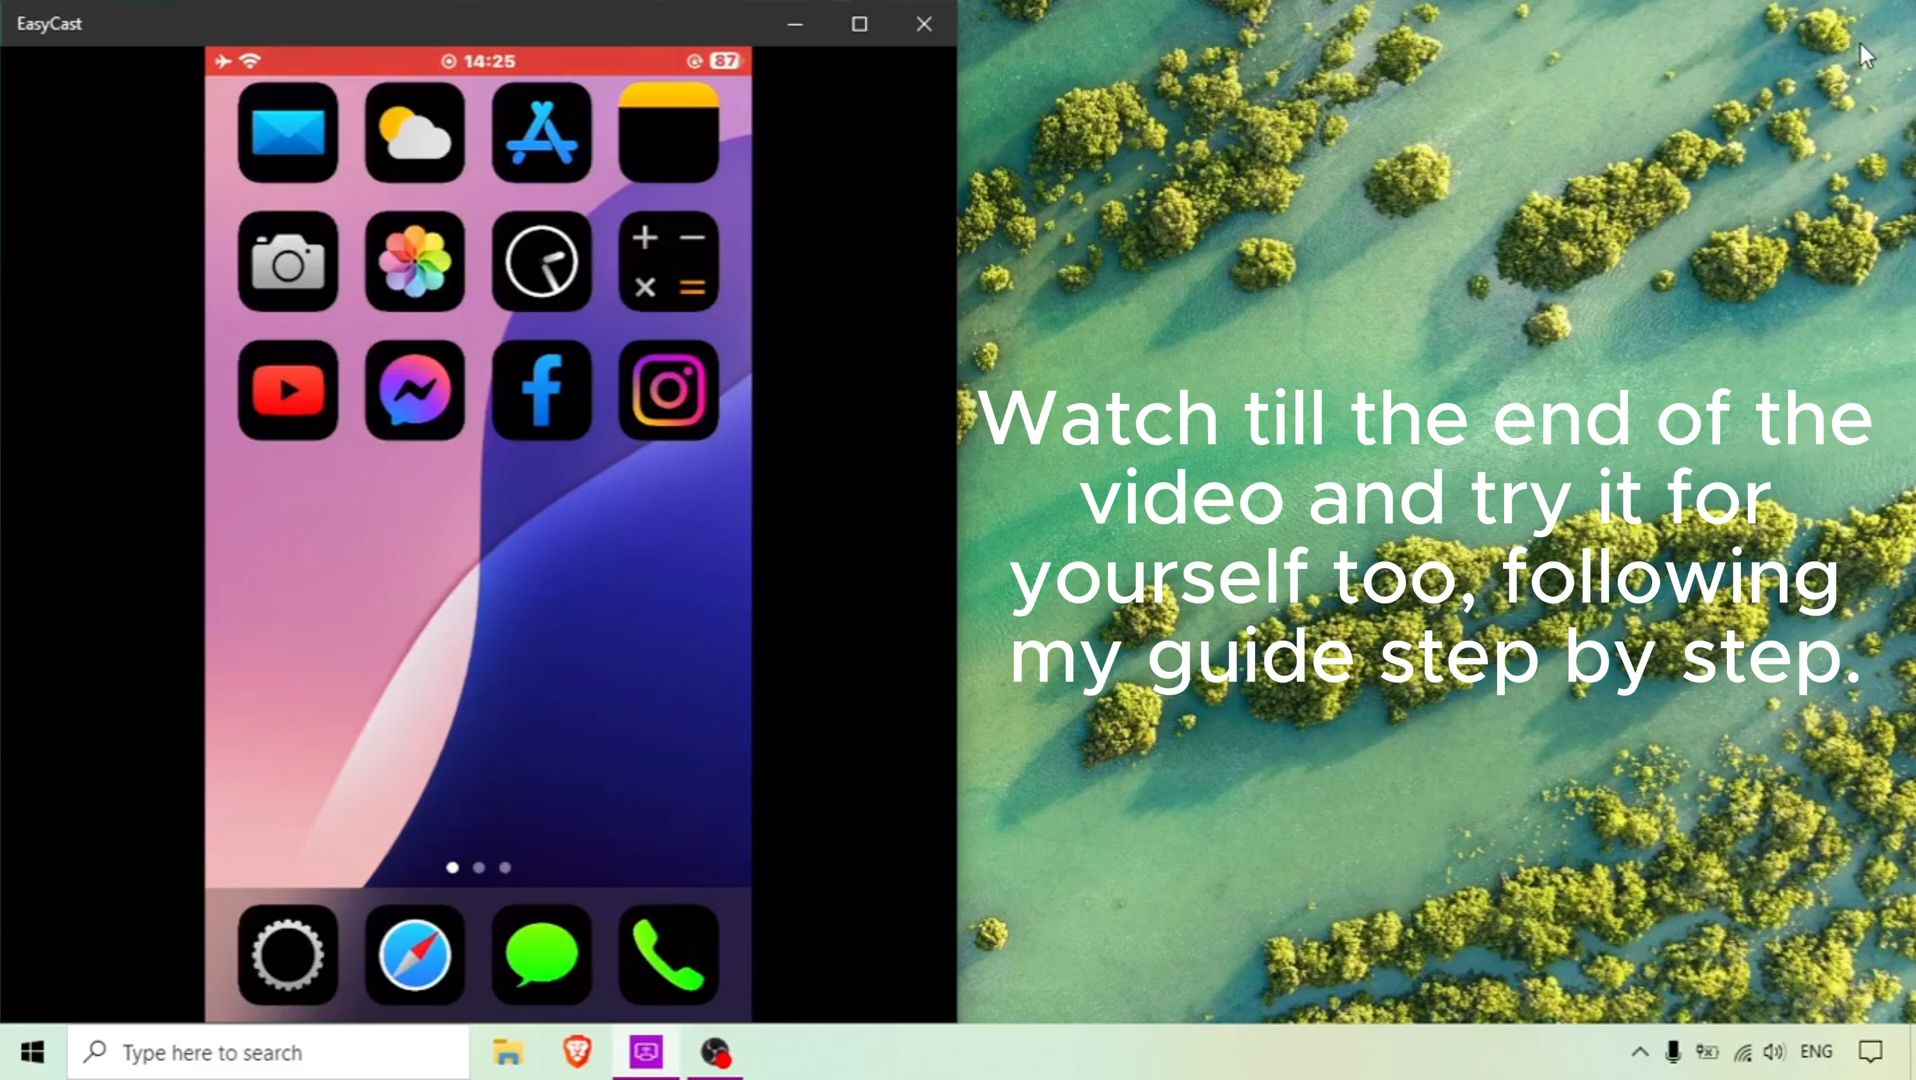 EasyCast
14:25
87
Watch till the end of the
video and try it for
yourself too, following
my guide step by step.
Type here to search
ENG